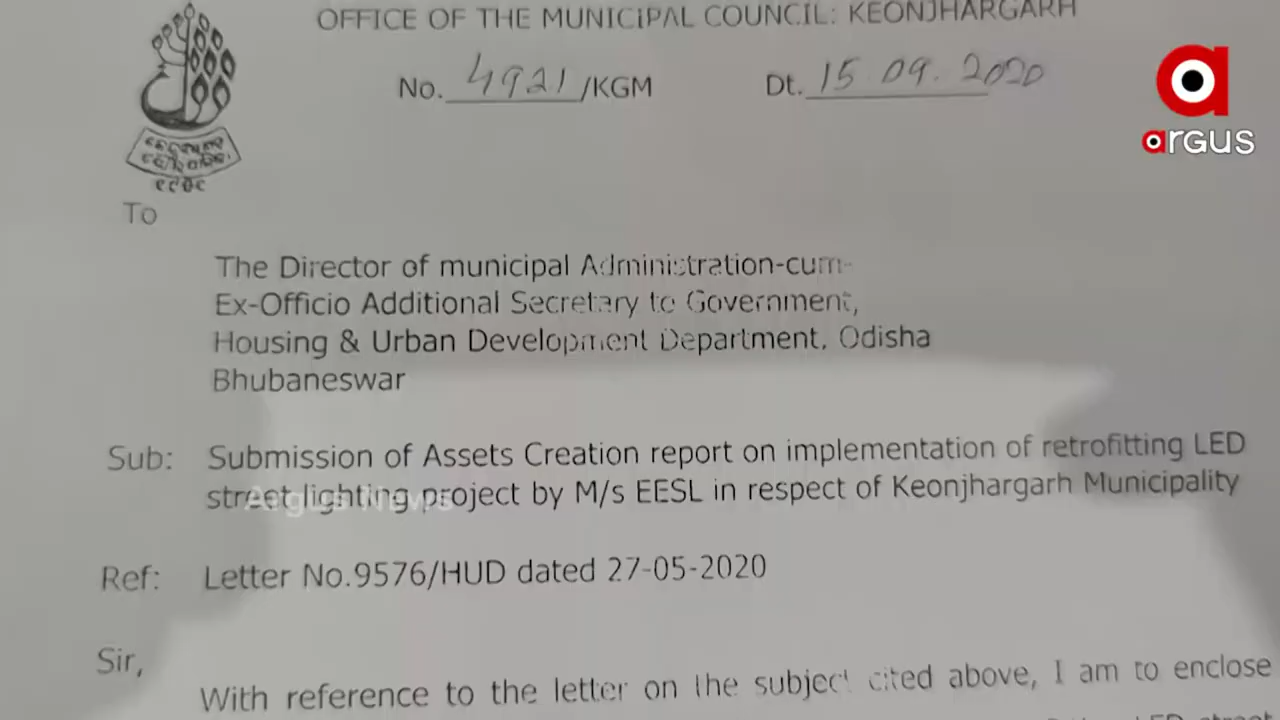 OFFICE OF THE MUNICIPAL COUNCIL: KEONJHARGARH
No. 4921/KGM Dt. 15.09.2020
argus
To
The Director of municipal Administration-cum-
Ex-Officio Additional Secretary to Government,
Housing & Urban Development Department, Odisha
Bhubaneswar
Sub: Submission of Assets Creation report on implementation of retrofitting LED
street lighting project by M/s EESL in respect of Keonjhargarh Municipality
Argus News
Ref: Letter No.9576/HUD dated 27-05-2020
Sir,
With reference to the letter on the subject cited above, I am to enclose
LED street